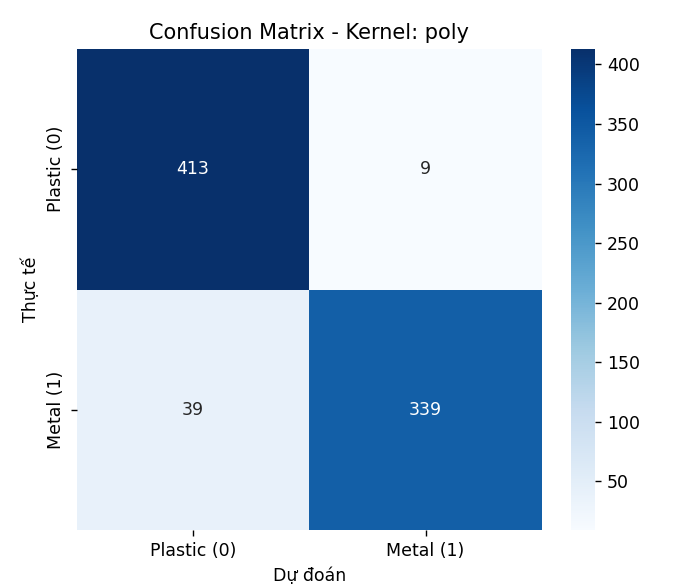 Confusion Matrix - Kernel: poly
Thực tế
Plastic (0)
413
9
Metal (1)
39
339
Plastic (0)
Metal (1)
Dự đoán
400
350
300
250
200
150
100
50